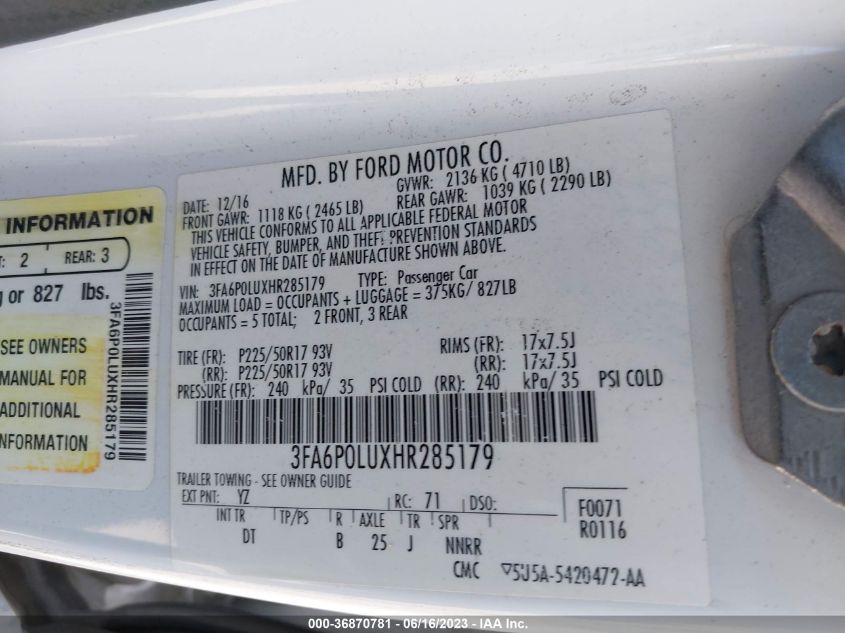 INFORMATION
2 REAR: 3
or 827 lbs.
SEE OWNERS
MANUAL FOR
ADDITIONAL
INFORMATION
3FA6P0LUXHR285179
MFD. BY FORD MOTOR CO.
DATE: 12/16 GVWR: 2136 KG ( 4710 LB)
FRONT GAWR: 1118 KG ( 2465 LB) REAR GAWR: 1039 KG ( 2290 LB)
THIS VEHICLE CONFORMS TO ALL APPLICABLE FEDERAL MOTOR
VEHICLE SAFETY, BUMPER, AND THEFT PREVENTION STANDARDS
IN EFFECT ON THE DATE OF MANUFACTURE SHOWN ABOVE.
VIN: 3FA6P0LUXHR285179 TYPE: Passenger Car
MAXIMUM LOAD = OCCUPANTS + LUGGAGE = 375KG/ 827LB
OCCUPANTS = 5 TOTAL: 2 FRONT, 3 REAR
TIRE (FR): P225/50R17 93V RIMS (FR): 17x7.5J
(RR): P225/50R17 93V (RR): 17x7.5J
PRESSURE (FR): 240 kPa/ 35 PSI COLD (RR): 240 kPa/ 35 PSI COLD
3FA6P0LUXHR285179
TRAILER TOWING - SEE OWNER GUIDE
EXT PNT: YZ RC: 71 DSO:
F0071
R0116
INT TR TP/PS R AXLE TR SPR
DT B 25 J NNRR
CMC 5U5A-5420472-AA
000-36870781 - 06/16/2023 - IAA Inc.